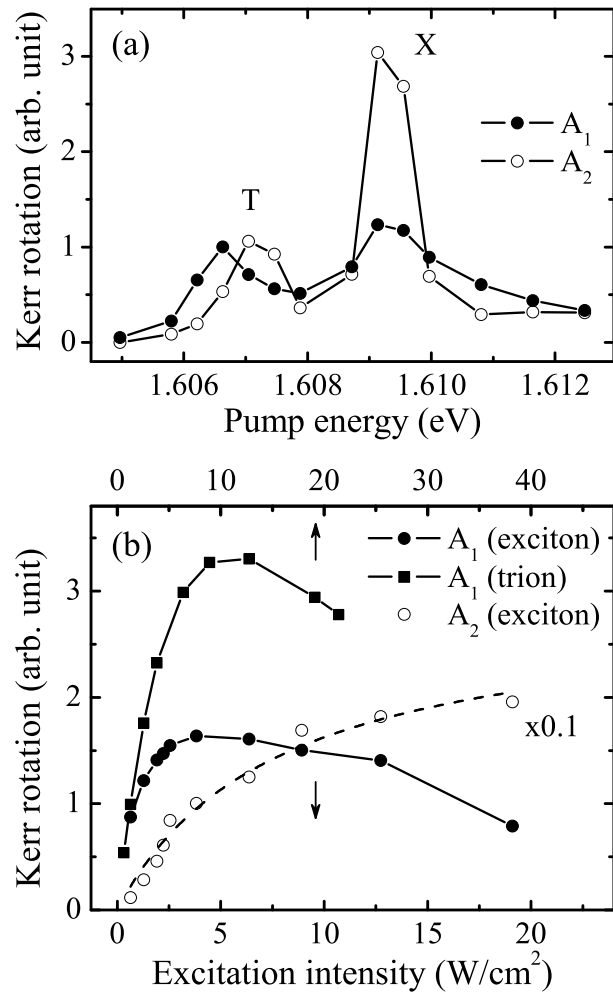 (a)
X
T
A1
A2
Kerr rotation (arb. unit)
3
2
1
0
1.606 1.608 1.610 1.612
Pump energy (eV)
0 10 20 30 40
(b)
A1 (exciton)
A1 (trion)
A2 (exciton)
x0.1
Kerr rotation (arb. unit)
3
2
1
0
0 5 10 15 20
Excitation intensity (W/cm²)